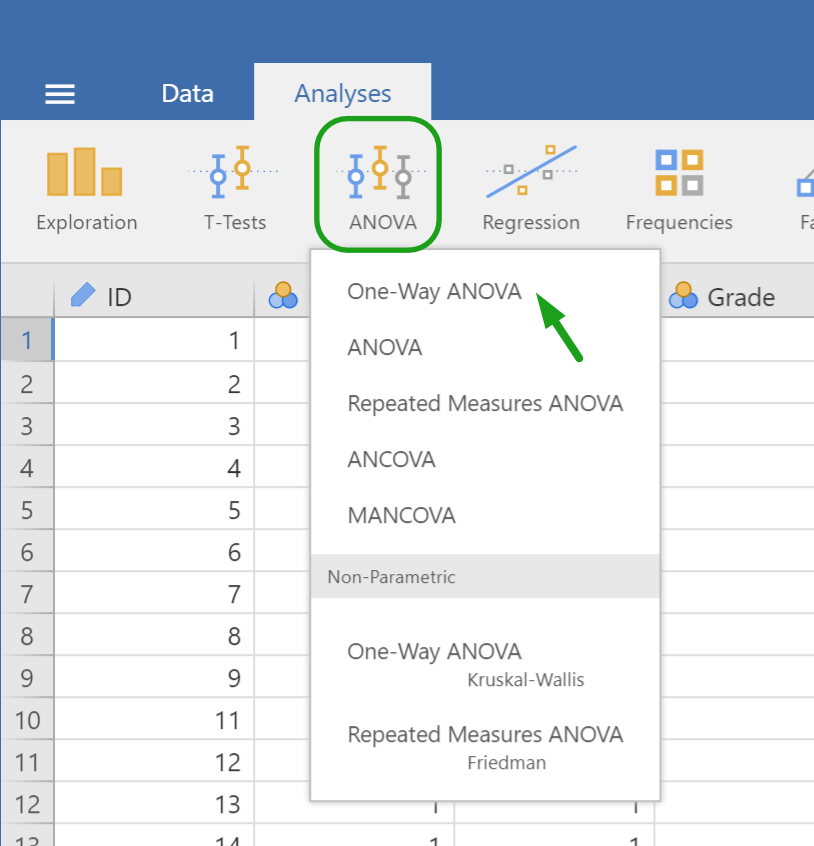 Data Analyses
Exploration T-Tests ANOVA Regression Frequencies Fa
ID Grade
One-Way ANOVA
ANOVA
Repeated Measures ANOVA
ANCOVA
MANCOVA
Non-Parametric
One-Way ANOVA
Kruskal-Wallis
Repeated Measures ANOVA
Friedman
1 1
2 2
3 3
4 4
5 5
6 6
7 7
8 8
9 9
10 11
11 12
12 13 1 1
13 14 1 1